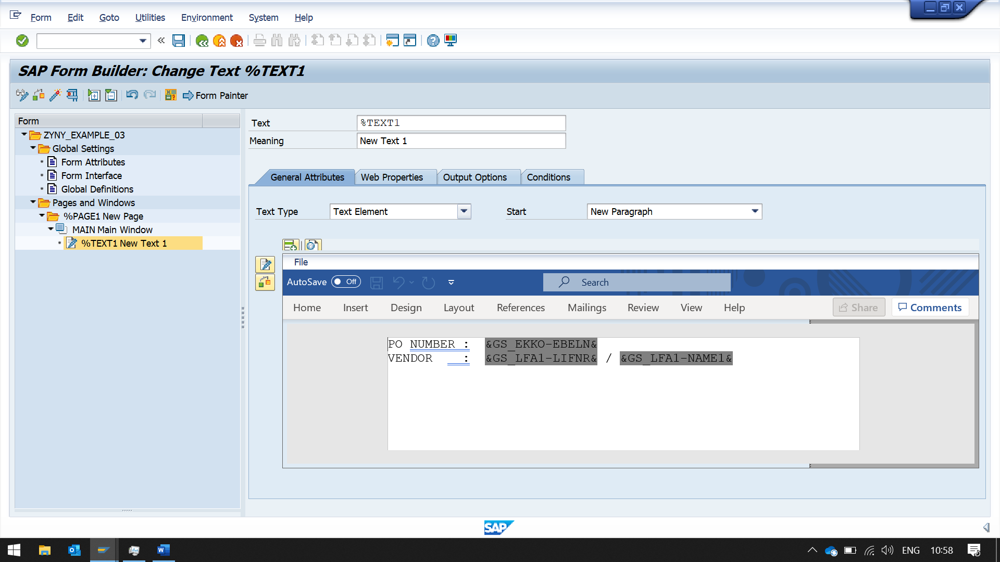 Form Edit Goto Utilities Environment System Help
SAP Form Builder: Change Text %TEXT1
Form Painter
Form
ZYNY_EXAMPLE_03
Global Settings
Form Attributes
Form Interface
Global Definitions
Pages and Windows
%PAGE1 New Page
MAIN Main Window
%TEXT1 New Text 1
Text %TEXT1
Meaning New Text 1
General Attributes Web Properties Output Options Conditions
Text Type Text Element Start New Paragraph
File
AutoSave Off Search
Home Insert Design Layout References Mailings Review View Help Share Comments
PO NUMBER : &GS_EKKO-EBELN&
VENDOR : &GS_LFA1-LIFNR& / &GS_LFA1-NAME1&
SAP
ENG 10:58